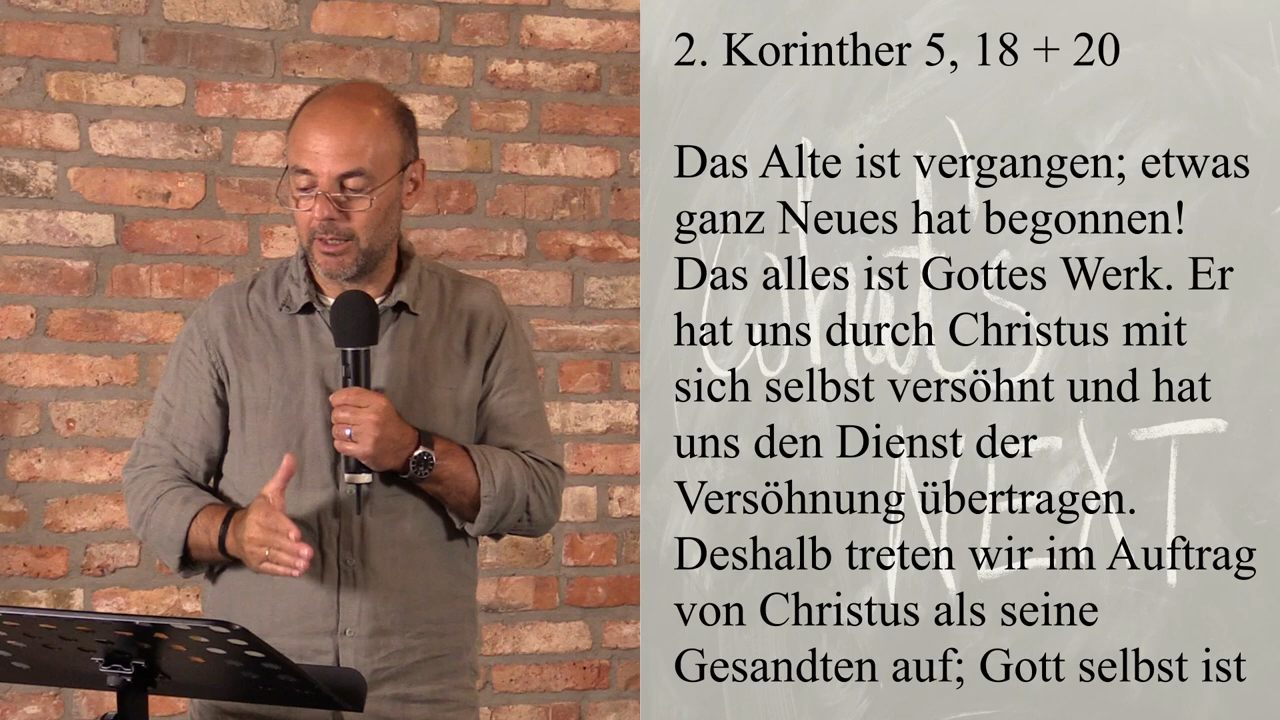 2. Korinther 5, 18 + 20
Das Alte ist vergangen; etwas
ganz Neues hat begonnen!
Das alles ist Gottes Werk. Er
hat uns durch Christus mit
sich selbst versöhnt und hat
uns den Dienst der
Versöhnung übertragen.
Deshalb treten wir im Auftrag
von Christus als seine
Gesandten auf; Gott selbst ist
What's
NEXT